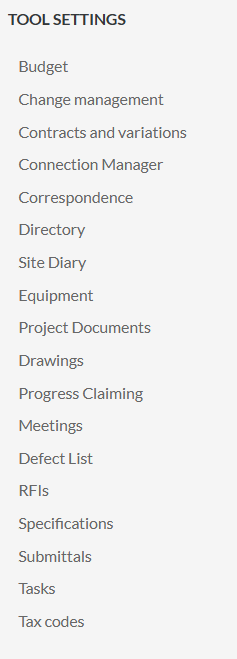 TOOL SETTINGS
Budget
Change management
Contracts and variations
Connection Manager
Correspondence
Directory
Site Diary
Equipment
Project Documents
Drawings
Progress Claiming
Meetings
Defect List
RFIs
Specifications
Submittals
Tasks
Tax codes